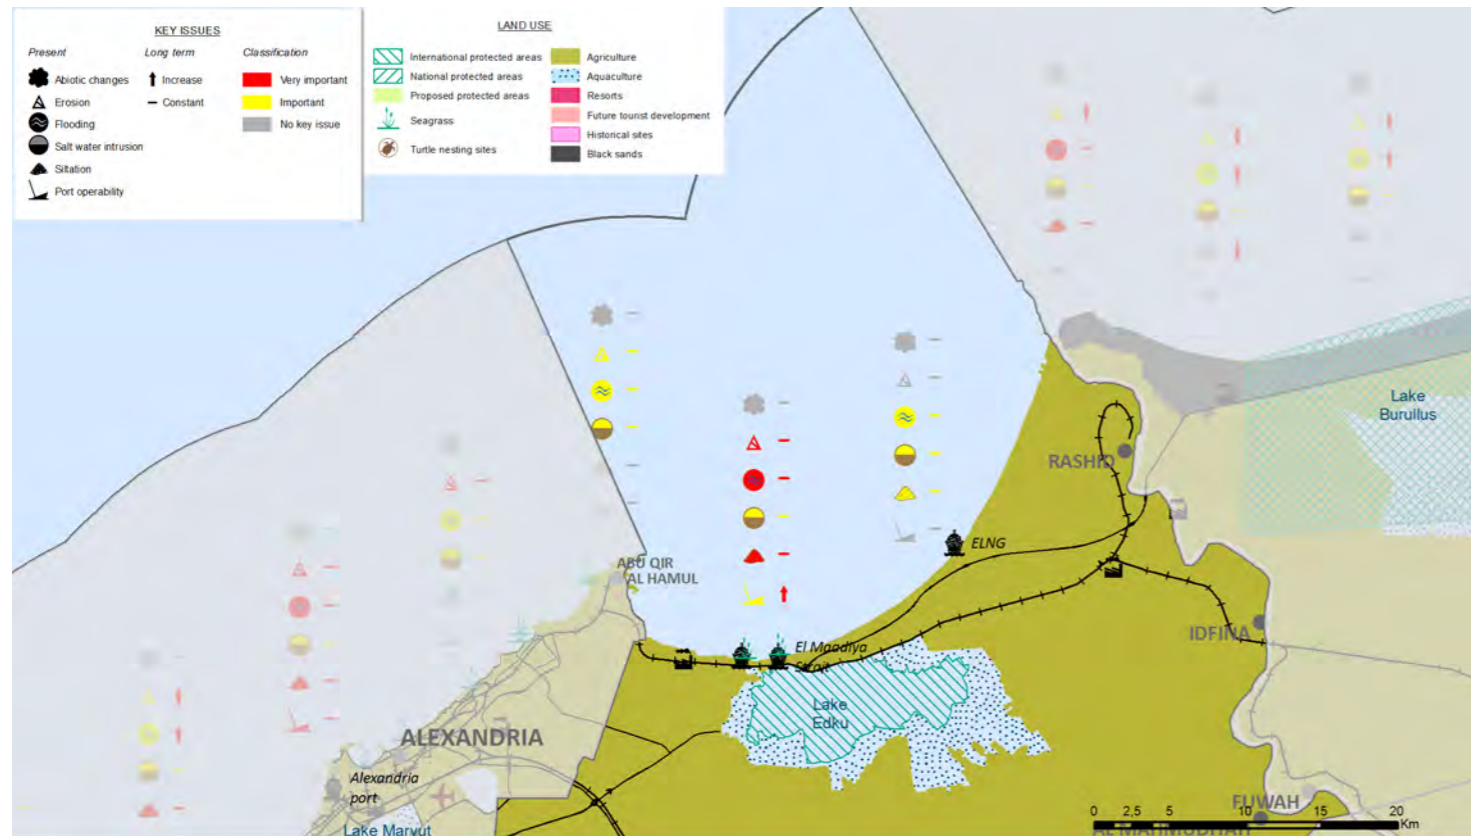 KEY ISSUES
Present
Long term
Classification
Abiotic changes
Increase
Very important
Erosion
Constant
Important
Flooding
No key issue
Salt water intrusion
Siltation
Port operability
LAND USE
International protected areas
Agriculture
National protected areas
Aquaculture
Proposed protected areas
Resorts
Seagrass
Future tourist development
Historical sites
Turtle nesting sites
Black sands
Lake
Burullus
RASHID
ELNG
ABU QIR
AL HAMUL
IDFINA
El Maadiya
Strait
Lake
Edku
ALEXANDRIA
Alexandria
port
Lake Maryut
FUWAH
0 2,5 5 10 15 20
Km
AL MAHMUDIYAH